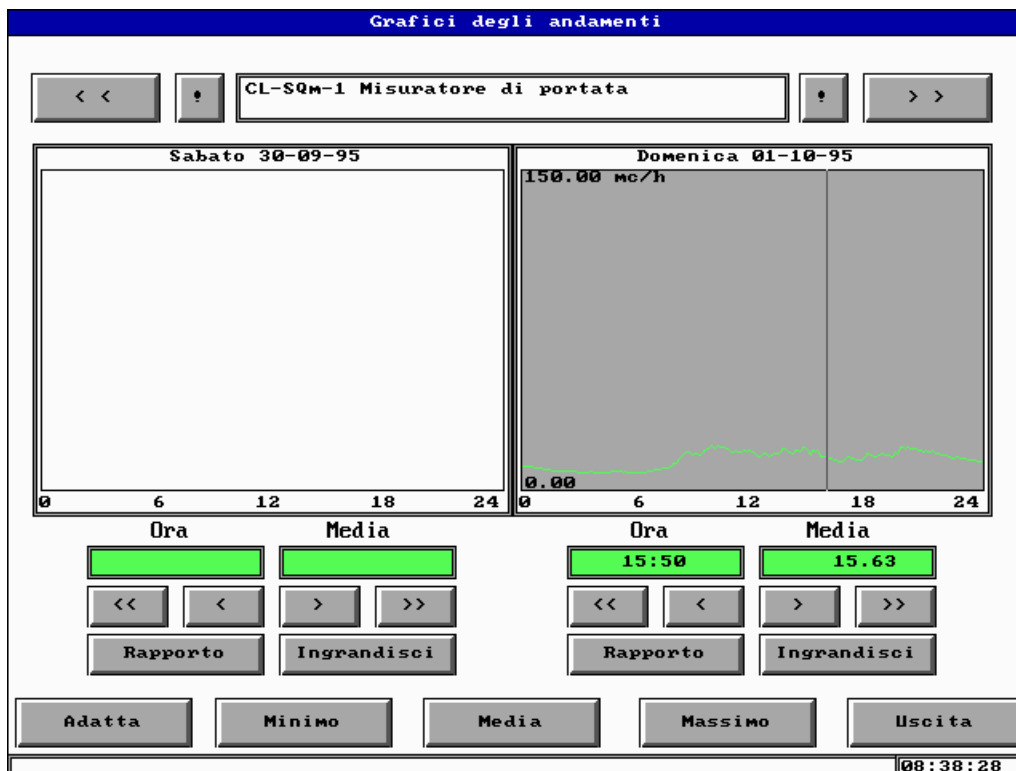 Grafici degli andamenti
< < ! CL-SQm-1 Misuratore di portata ! > >
Sabato 30-09-95
0 6 12 18 24
Domenica 01-10-95
150.00 mc/h
0.00
0 6 12 18 24
Ora Media
<< < > >>
Rapporto Ingrandisci
Ora Media
15:50 15.63
<< < > >>
Rapporto Ingrandisci
Adatta Minimo Media Massimo Uscita
08:38:28